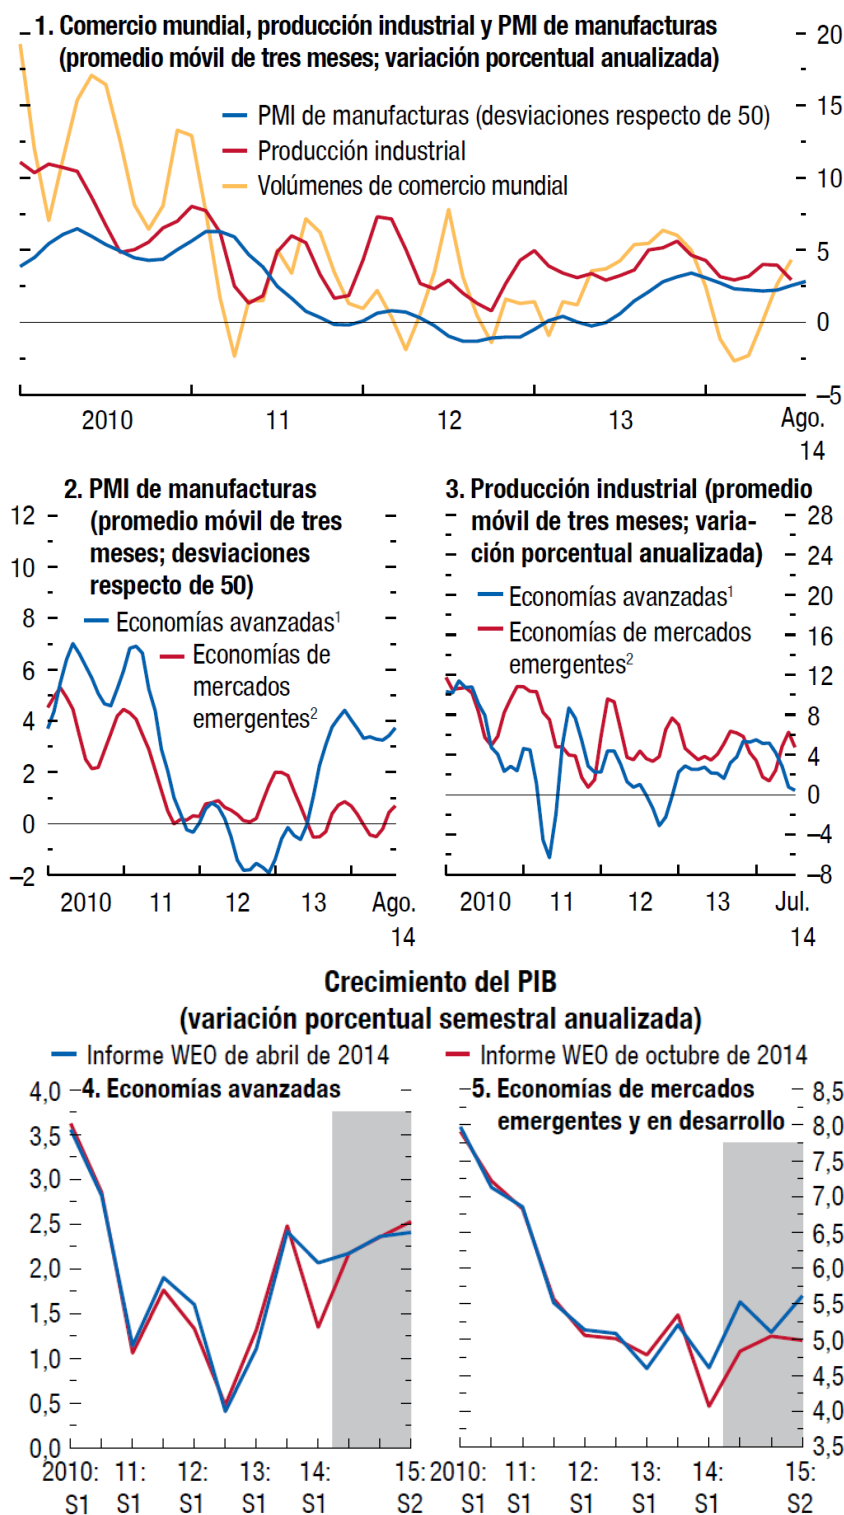 1. Comercio mundial, producción industrial y PMI de manufacturas
(promedio móvil de tres meses; variación porcentual anualizada)
PMI de manufacturas (desviaciones respecto de 50)
Producción industrial
Volúmenes de comercio mundial
20
15
10
5
0
–5
2010
11
12
13
Ago.
14
2. PMI de manufacturas
(promedio móvil de tres
meses; desviaciones
respecto de 50)
Economías avanzadas1
Economías de
mercados
emergentes2
12
10
8
6
4
2
0
–2
2010
11
12
13
Ago.
14
3. Producción industrial (promedio
móvil de tres meses; varia-
ción porcentual anualizada)
Economías avanzadas1
Economías de mercados
emergentes2
28
24
20
16
12
8
4
0
–4
–8
2010
11
12
13
Jul.
14
Crecimiento del PIB
(variación porcentual semestral anualizada)
Informe WEO de abril de 2014
Informe WEO de octubre de 2014
4. Economías avanzadas
4,0
3,5
3,0
2,5
2,0
1,5
1,0
0,5
0,0
2010:
S1
11:
S1
12:
S1
13:
S1
14:
S1
15:
S2
5. Economías de mercados
emergentes y en desarrollo
8,5
8,0
7,5
7,0
6,5
6,0
5,5
5,0
4,5
4,0
3,5
2010:
S1
11:
S1
12:
S1
13:
S1
14:
S1
15:
S2